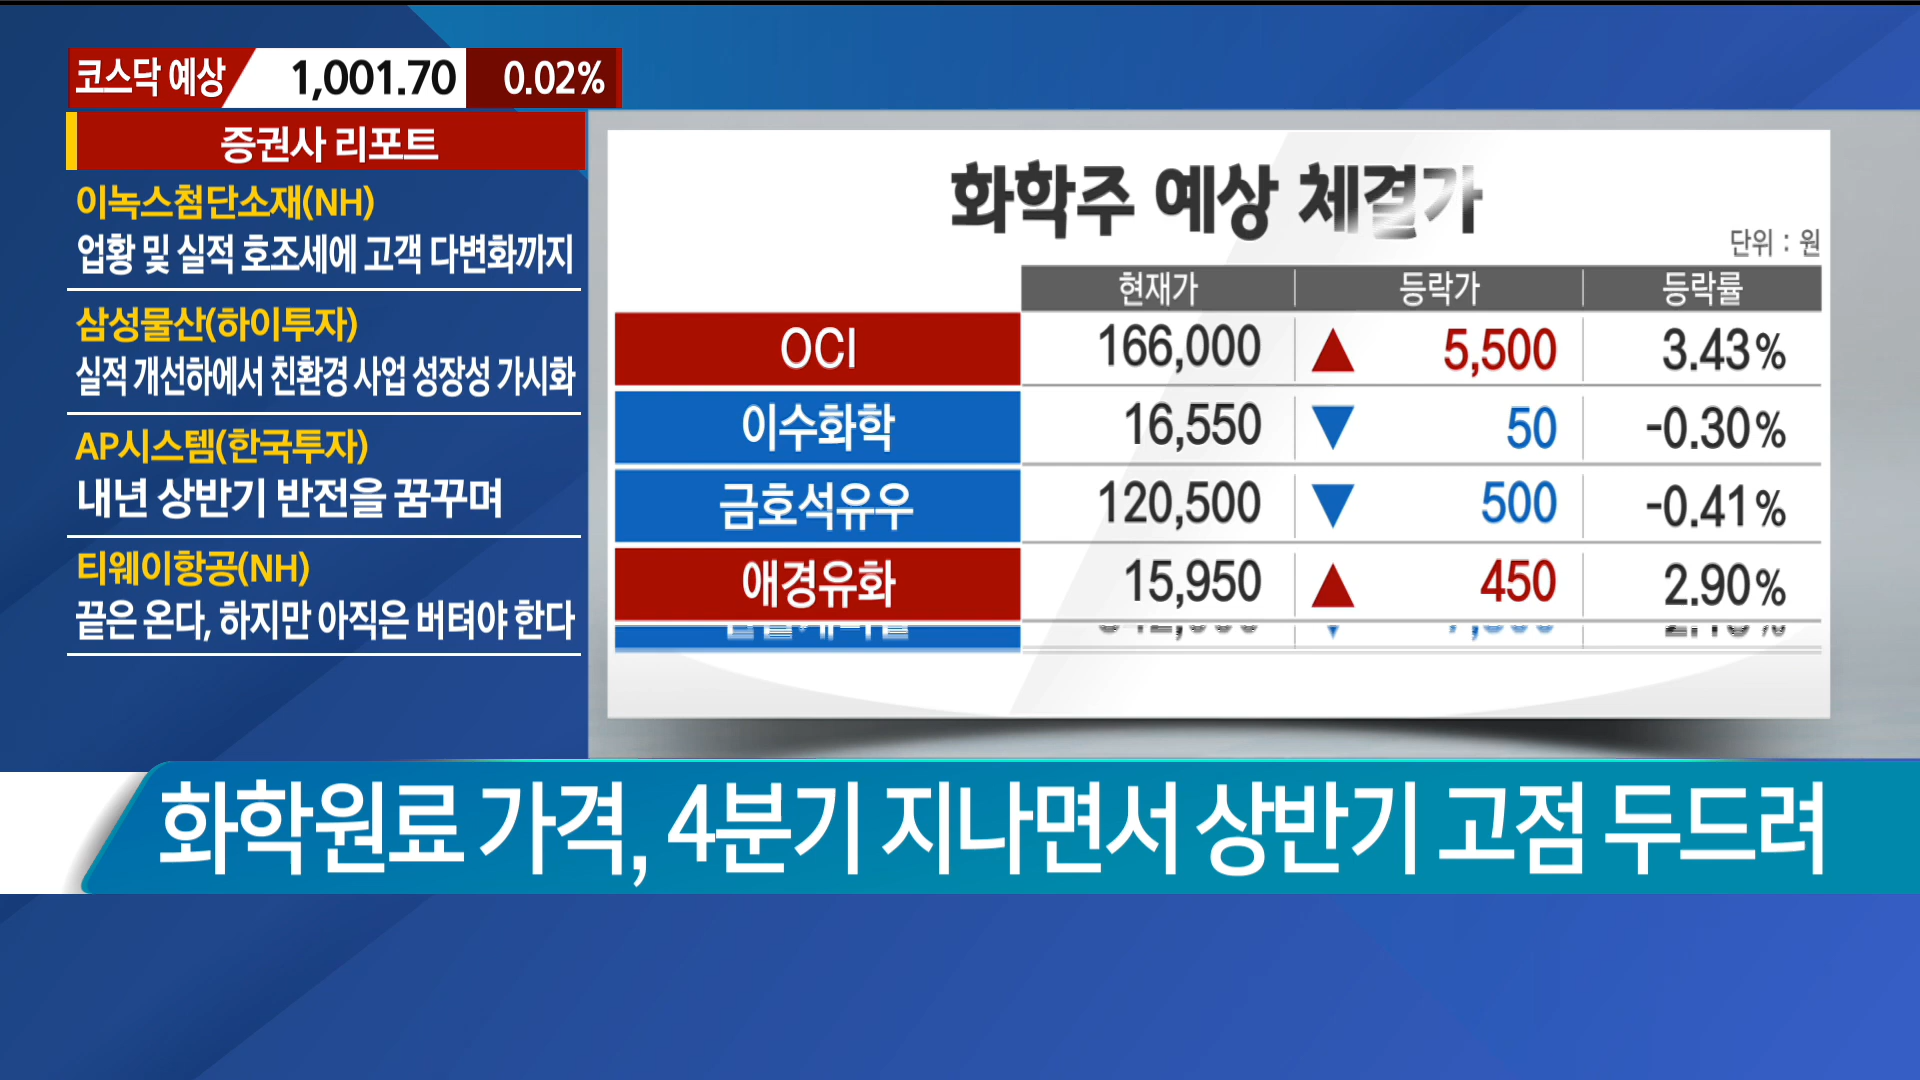 코스닥 예상 1,001.70 0.02%
증권사 리포트
이녹스첨단소재(NH)
업황 및 실적 호조세에 고객 다변화까지
삼성물산(하이투자)
실적 개선하에서 친환경 사업 성장성 가시화
AP시스템(한국투자)
내년 상반기 반전을 꿈꾸며
티웨이항공(NH)
끝은 온다, 하지만 아직은 버텨야 한다
화학주 예상 체결가
단위 : 원
현재가 등락가 등락률
OCI 166,000 ▲ 5,500 3.43%
이수화학 16,550 ▼ 50 -0.30%
금호석유우 120,500 ▼ 500 -0.41%
애경유화 15,950 ▲ 450 2.90%
화학원료 가격, 4분기 지나면서 상반기 고점 두드려